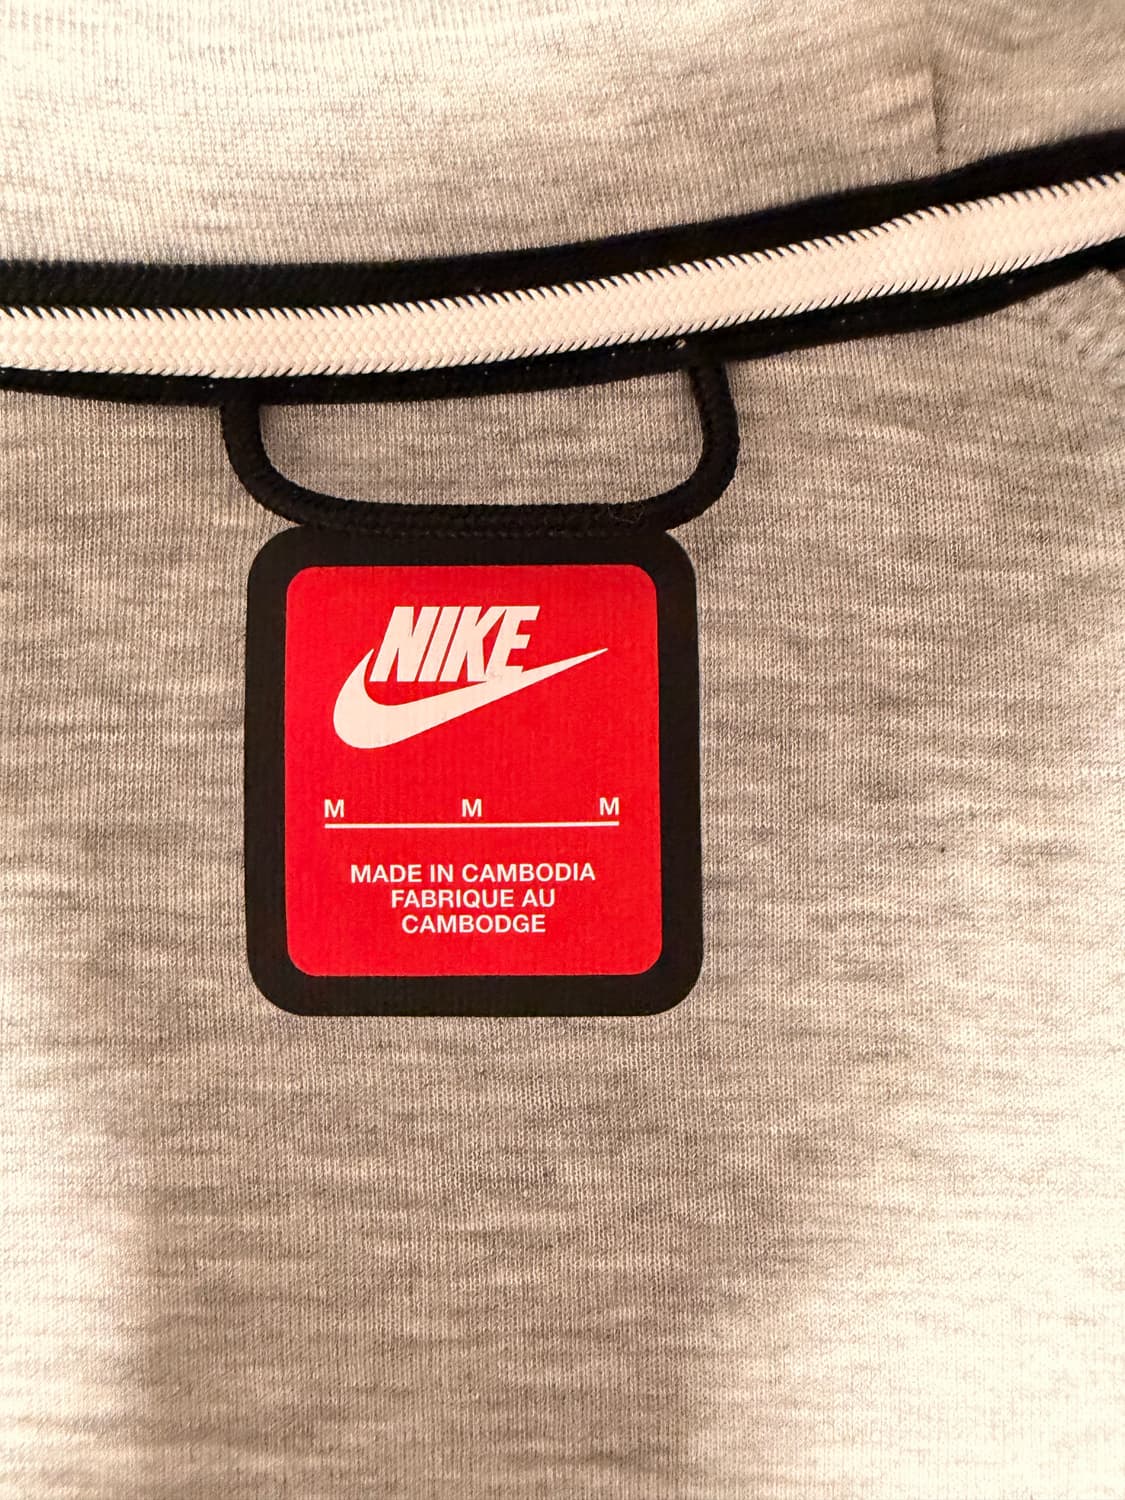 NIKE
M M M
MADE IN CAMBODIA
FABRIQUE AU
CAMBODGE